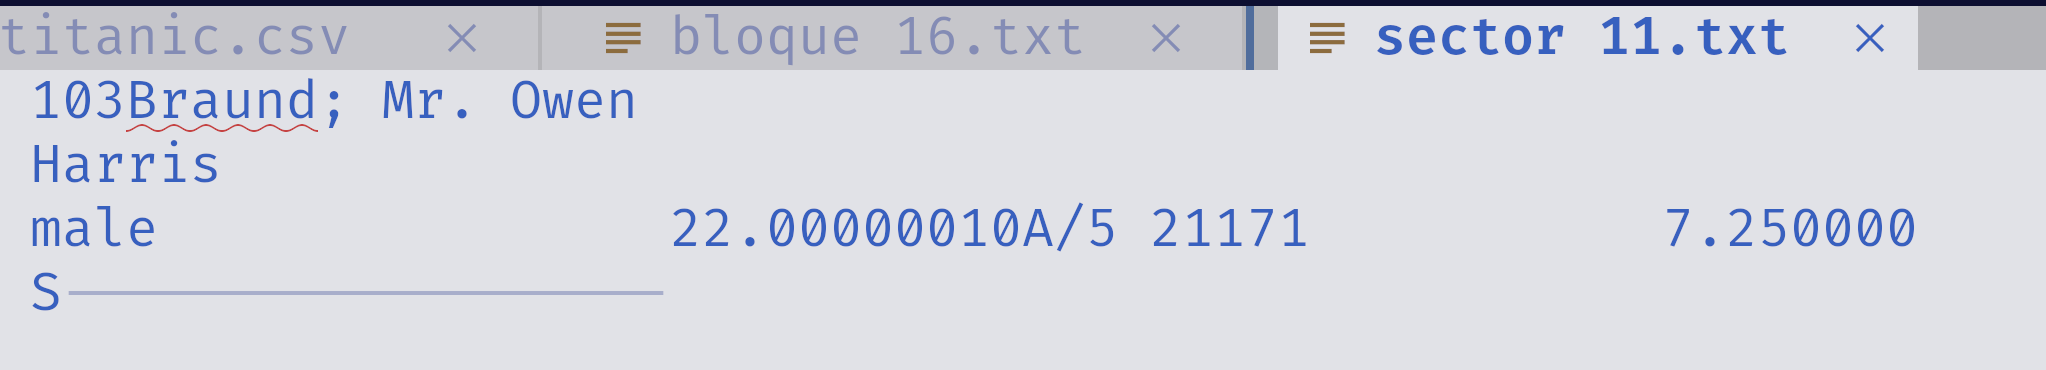 titanic.csv bloque 16.txt sector 11.txt
103Braund; Mr. Owen
Harris
male                22.00000010A/5 21171           7.250000
S